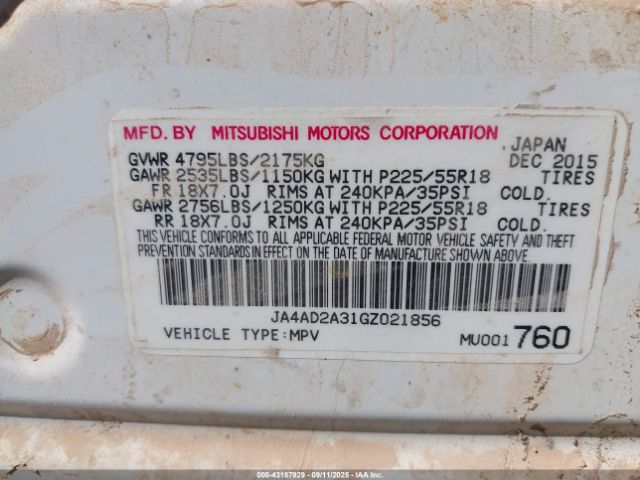 MFD. BY MITSUBISHI MOTORS CORPORATION
JAPAN
GVWR 4795LBS/2175KG DEC 2015
GAWR 2535LBS/1150KG WITH P225/55R18 TIRES
FR 18X7.0J RIMS AT 240KPA/35PSI COLD.
GAWR 2756LBS/1250KG WITH P225/55R18 TIRES
RR 18X7.0J RIMS AT 240KPA/35PSI COLD.
THIS VEHICLE CONFORMS TO ALL APPLICABLE FEDERAL MOTOR VEHICLE SAFETY AND THEFT
PREVENTION STANDARDS IN EFFECT ON THE DATE OF MANUFACTURE SHOWN ABOVE.
JA4AD2A31GZ021856
VEHICLE TYPE:MPV MU001760
000-43187929 - 09/11/2025 - IAA Inc.